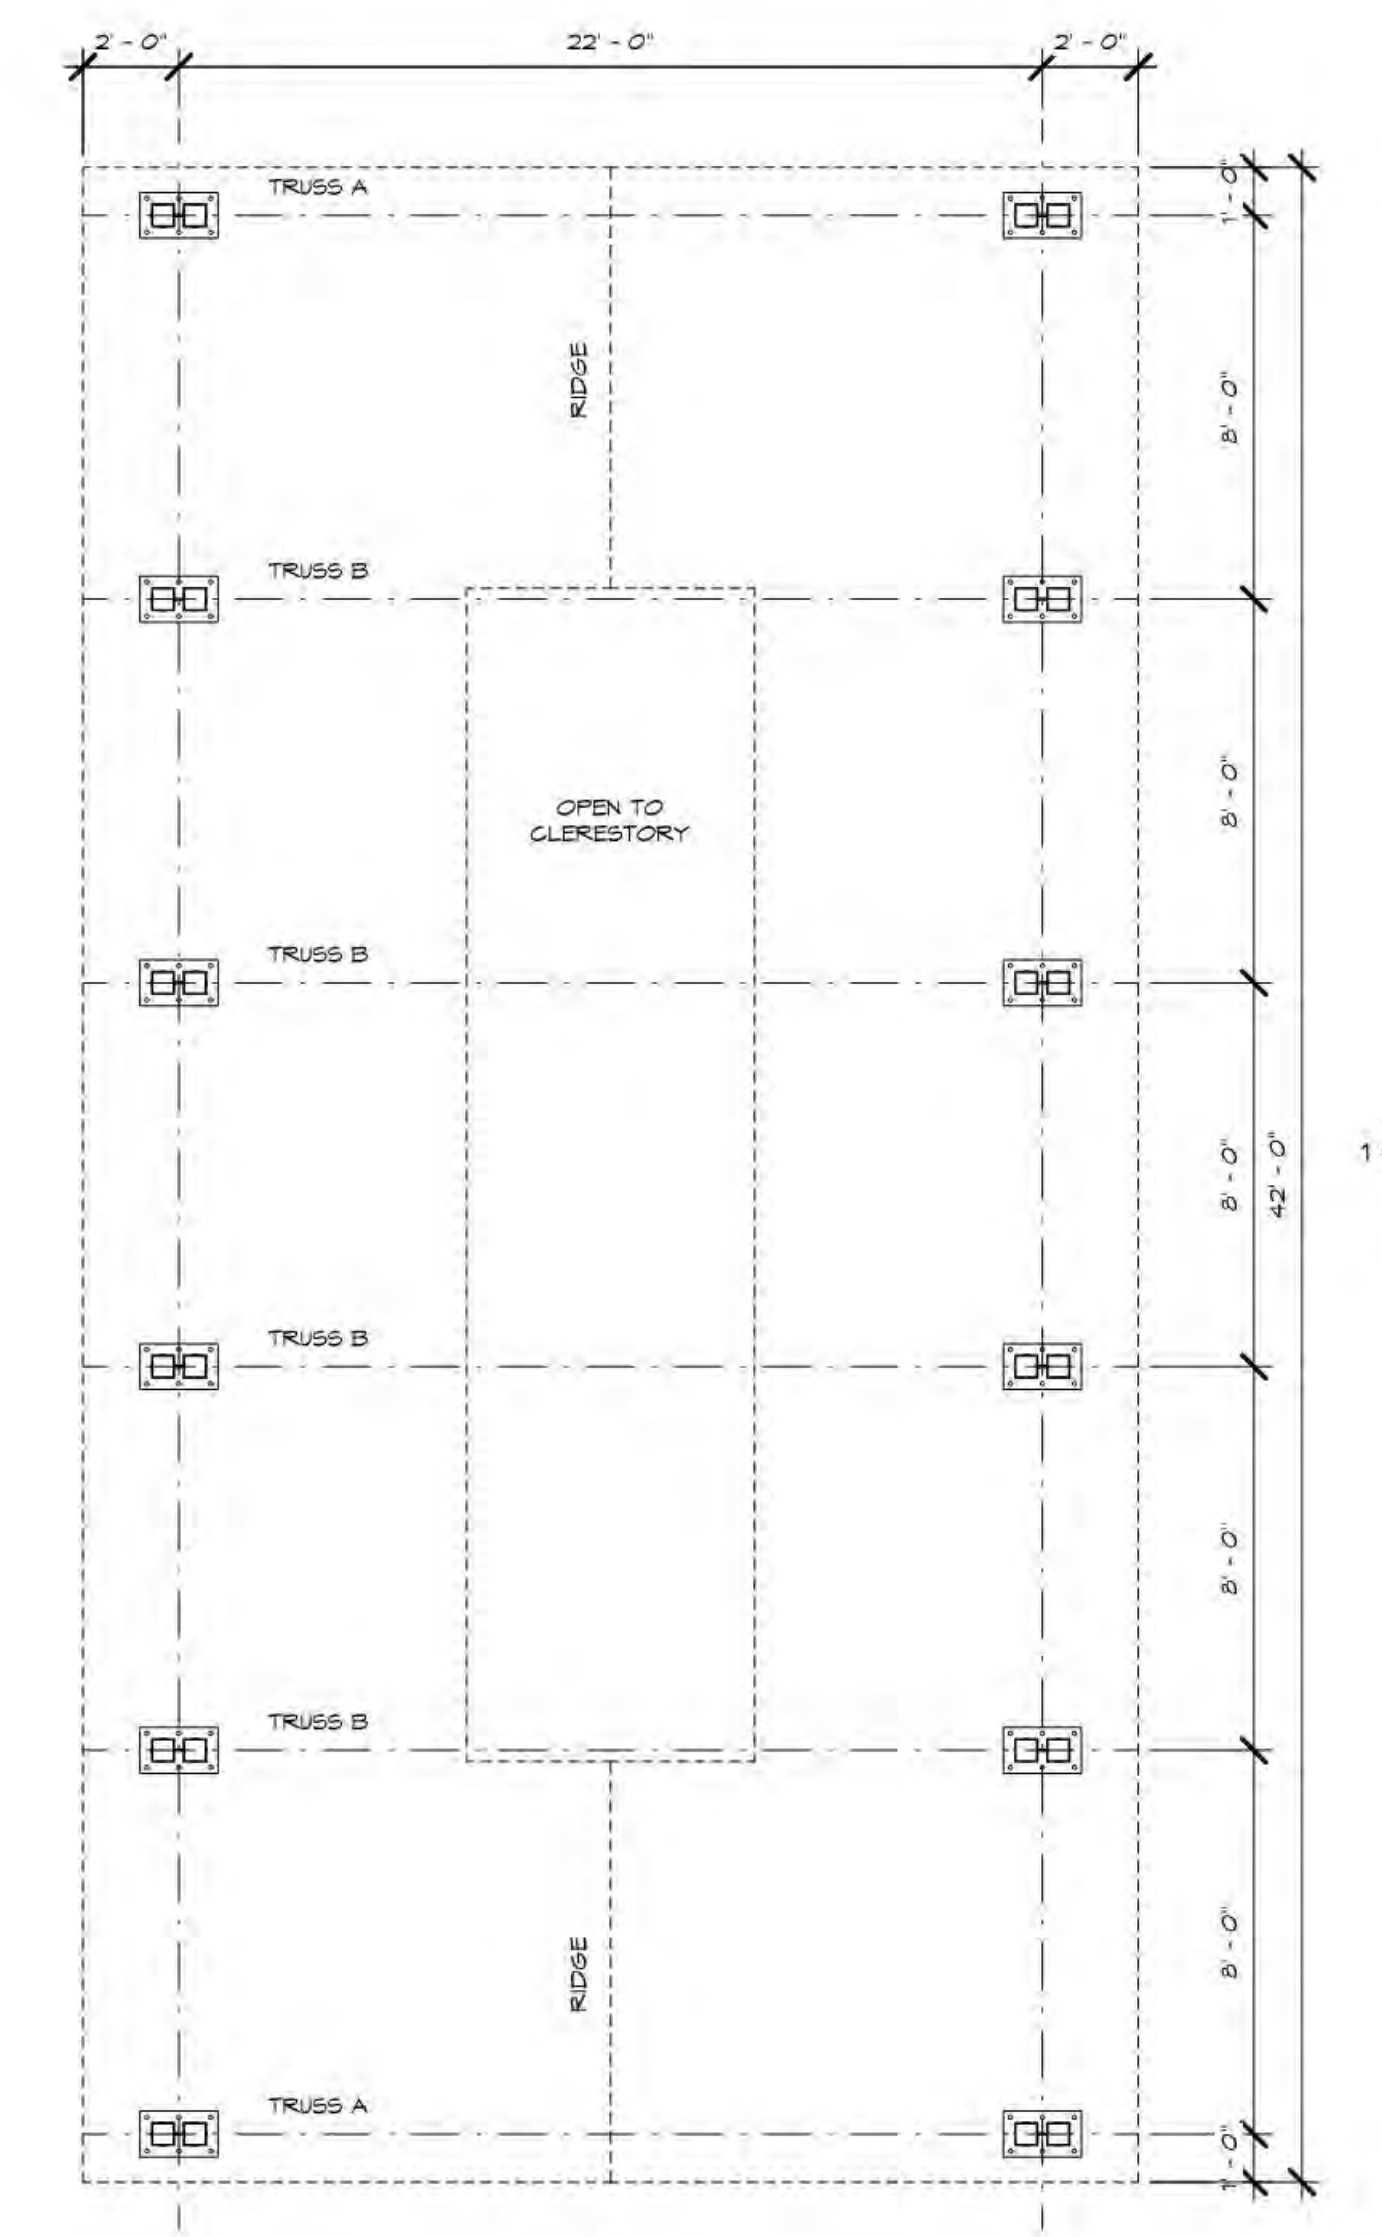 2' - 0" 22' - 0" 2' - 0"
TRUSS A
1' - 0"
RIDGE
8' - 0"
TRUSS B
OPEN TO
CLERESTORY
8' - 0"
TRUSS B
8' - 0"
42' - 0"
1
TRUSS B
8' - 0"
TRUSS B
RIDGE
8' - 0"
TRUSS A
1' - 0"